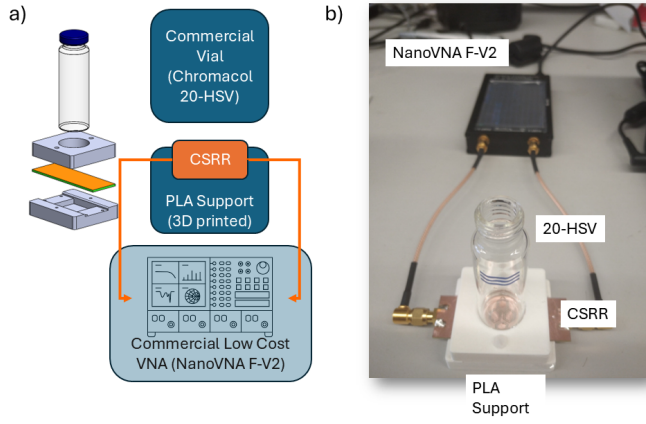 a)
Commercial
Vial
(Chromacol
20-HSV)
CSRR
PLA Support
(3D printed)
Commercial Low Cost
VNA (NanoVNA F-V2)
b)
NanoVNA F-V2
20-HSV
CSRR
PLA
Support